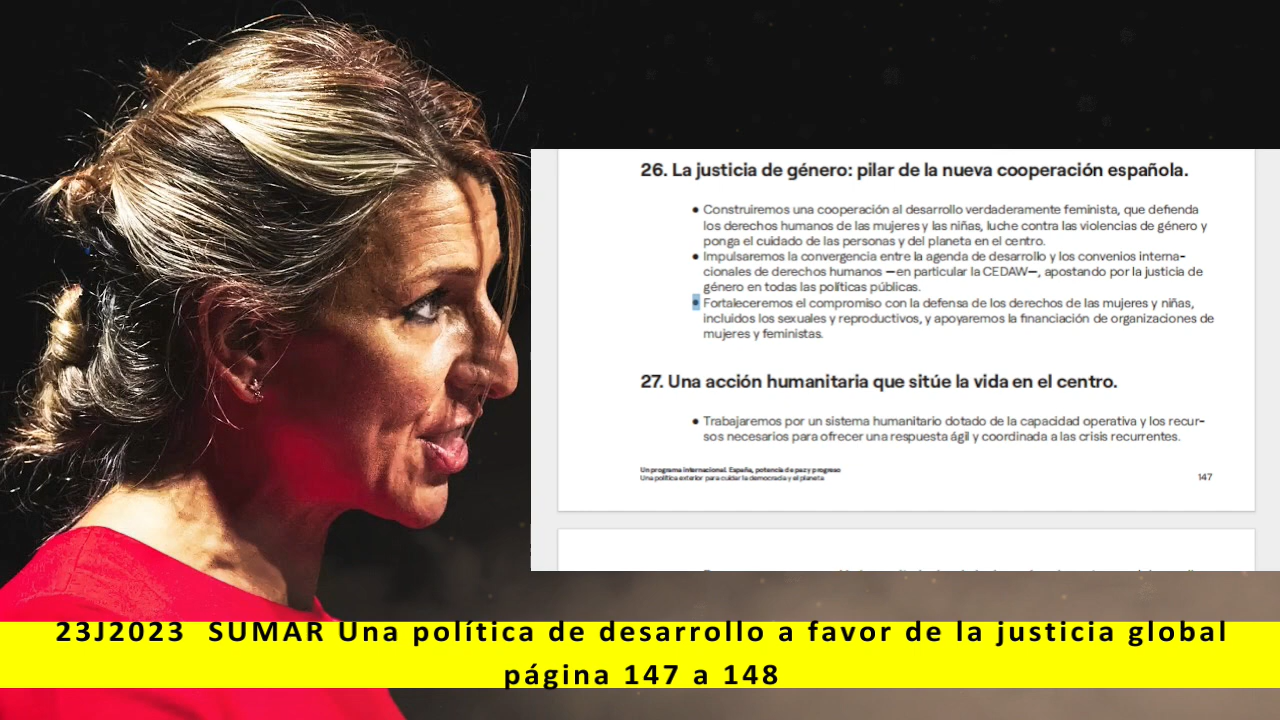 26. La justicia de género: pilar de la nueva cooperación española.
● Construiremos una cooperación al desarrollo verdaderamente feminista, que defienda
los derechos humanos de las mujeres y las niñas, luche contra las violencias de género y
ponga el cuidado de las personas y del planeta en el centro.
● Impulsaremos la convergencia entre la agenda de desarrollo y los convenios interna-
cionales de derechos humanos —en particular la CEDAW—, apostando por la justicia de
género en todas las políticas públicas.
● Fortaleceremos el compromiso con la defensa de los derechos de las mujeres y niñas,
incluidos los sexuales y reproductivos, y apoyaremos la financiación de organizaciones de
mujeres y feministas.
27. Una acción humanitaria que sitúe la vida en el centro.
● Trabajaremos por un sistema humanitario dotado de la capacidad operativa y los recur-
sos necesarios para ofrecer una respuesta ágil y coordinada a las crisis recurrentes.
Un programa internacional. España, potencia de paz y progreso
Una política exterior para cuidar la democracia y el planeta
147
23J2023 SUMAR Una política de desarrollo a favor de la justicia global
página 147 a 148